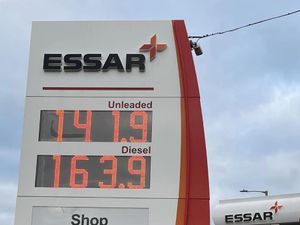 ESSAR
Unleaded
141.9
Diesel
163.9
Shop
ESSAR